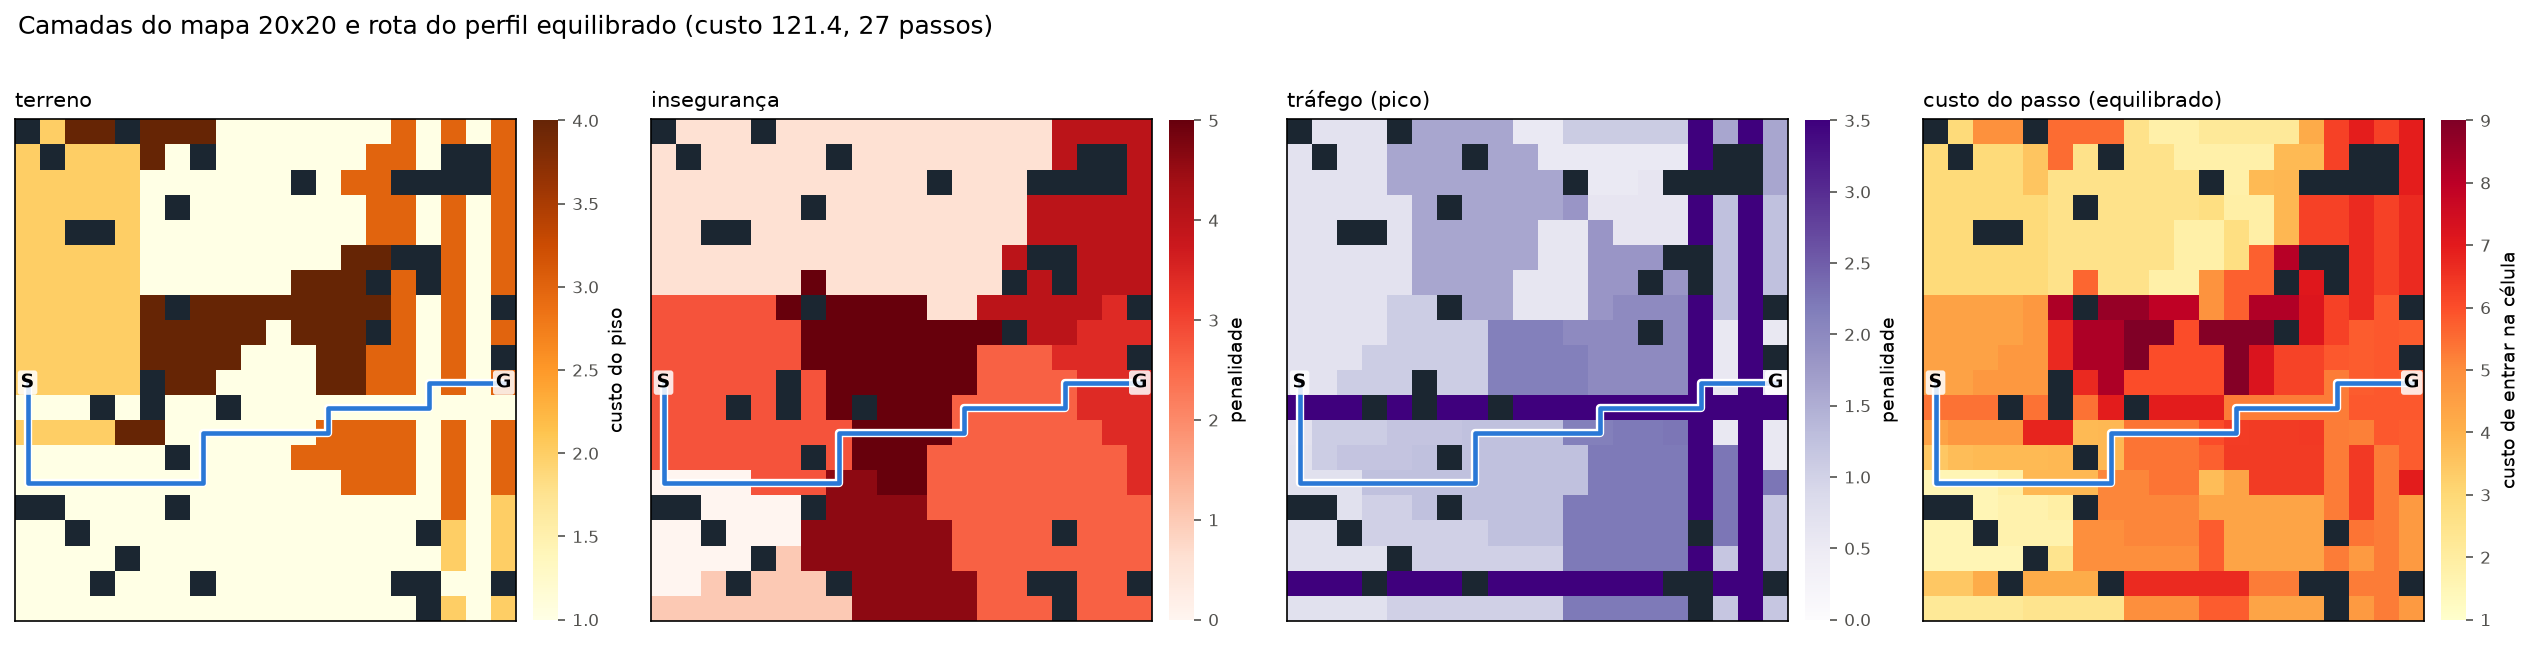 Camadas do mapa 20x20 e rota do perfil equilibrado (custo 121.4, 27 passos)
terreno
S
G
4.0
3.5
3.0
2.5
2.0
1.5
1.0
custo do piso
insegurança
S
G
5
4
3
2
1
0
penalidade
tráfego (pico)
S
G
3.5
3.0
2.5
2.0
1.5
1.0
0.5
0.0
penalidade
custo do passo (equilibrado)
S
G
9
8
7
6
5
4
3
2
1
custo de entrar na célula